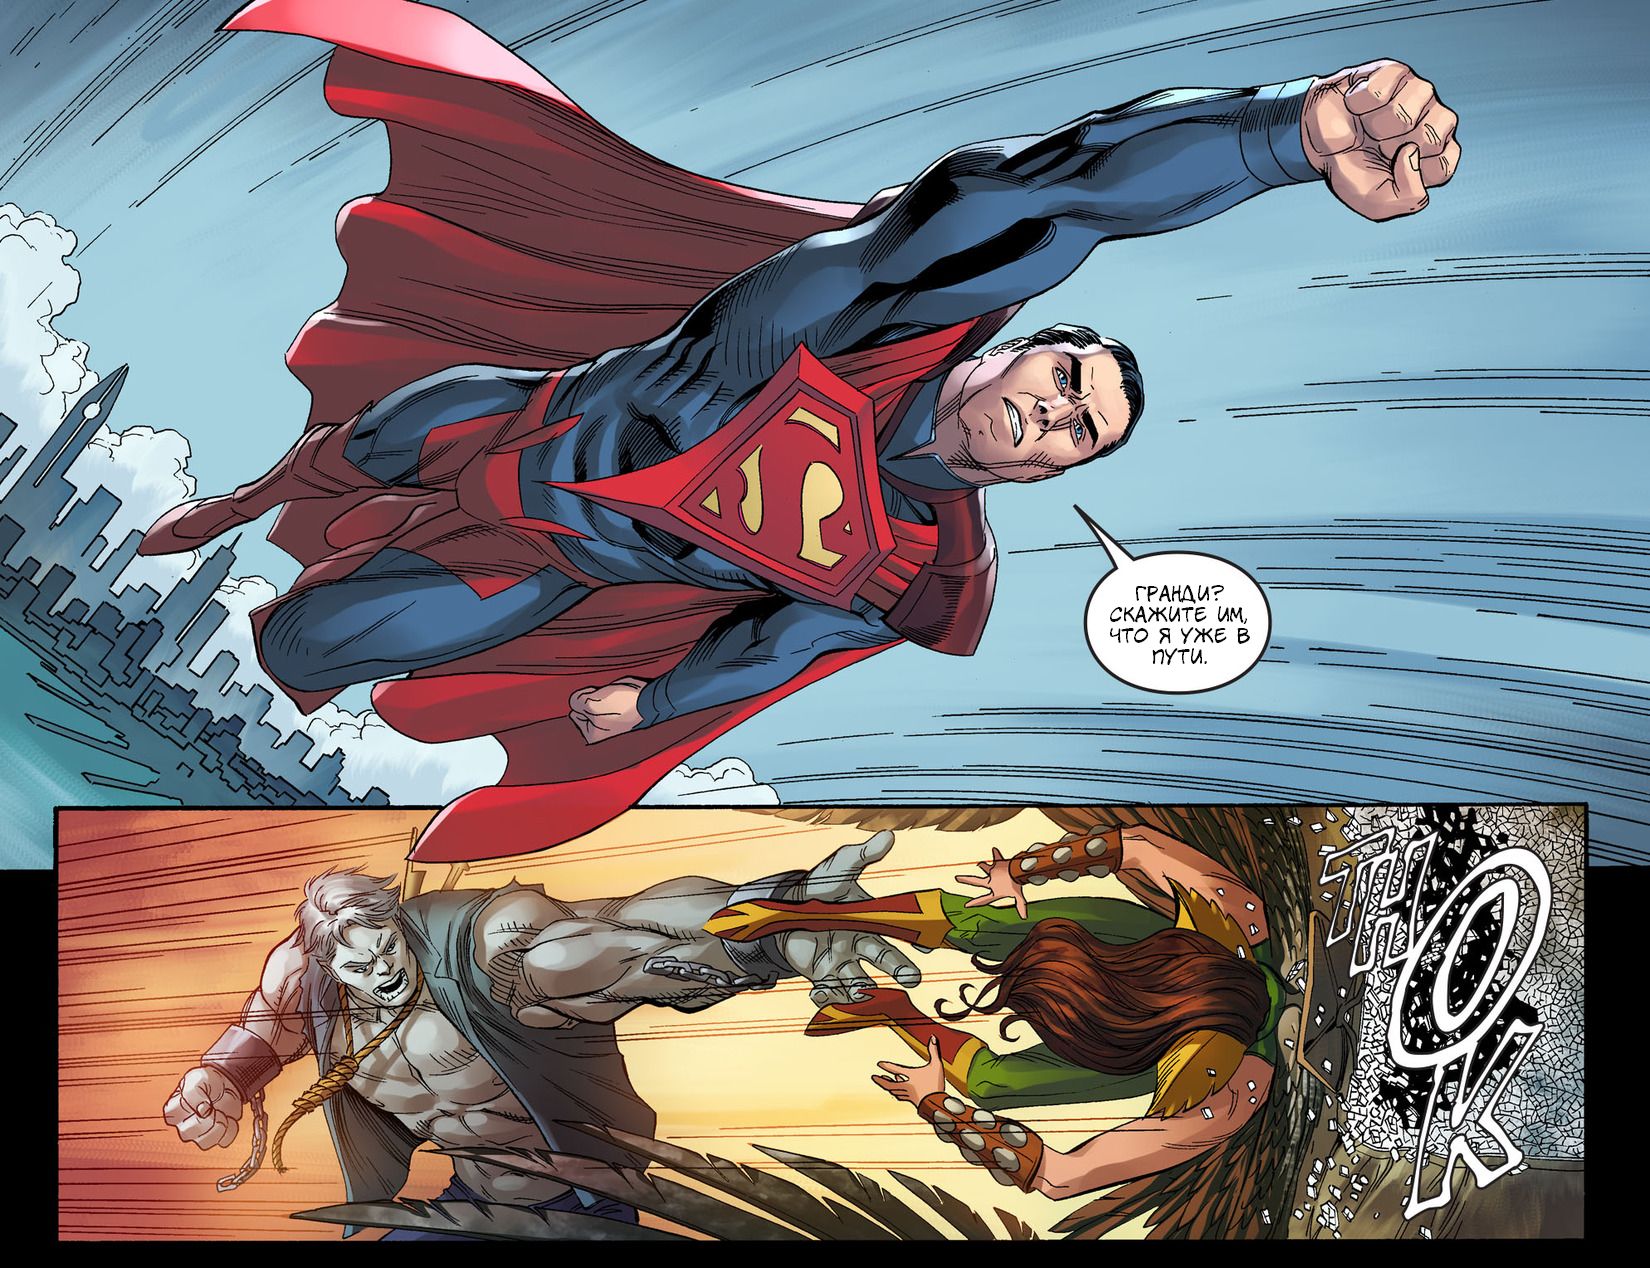 ГРАНДИ?
СКАЖИТЕ ИМ,
ЧТО Я УЖЕ В
ПУТИ.
THOK